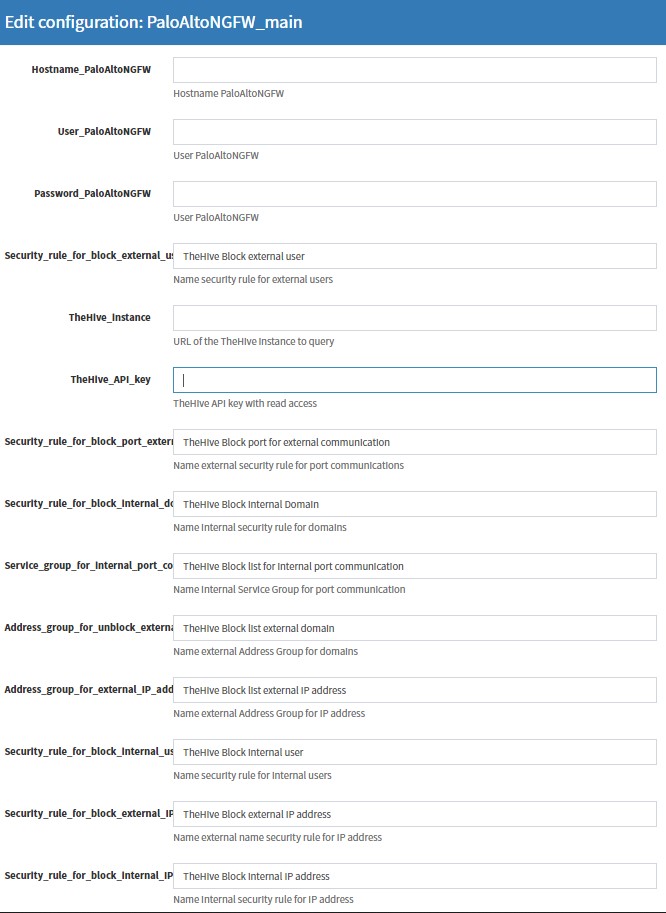 Edit configuration: PaloAltoNGFW_main
Hostname_PaloAltoNGFW
Hostname PaloAltoNGFW
User_PaloAltoNGFW
User PaloAltoNGFW
Password_PaloAltoNGFW
User PaloAltoNGFW
Security_rule_for_block_external_us TheHive Block external user
Name security rule for external users
TheHive_Instance
URL of the TheHive Instance to query
TheHive_API_key
TheHive API key with read access
Security_rule_for_block_port_extern TheHive Block port for external communication
Name external security rule for port communications
Security_rule_for_block_internal_do TheHive Block Internal Domain
Name Internal security rule for domains
Service_group_for_internal_port_co TheHive Block list for internal port communication
Name Internal Service Group for port communication
Address_group_for_unblock_externa TheHive Block list external domain
Name external Address Group for domains
Address_group_for_external_IP_add TheHive Block list external IP address
Name external Address Group for IP address
Security_rule_for_block_internal_us TheHive Block internal user
Name security rule for internal users
Security_rule_for_block_external_IP TheHive Block external IP address
Name external name security rule for IP address
Security_rule_for_block_internal_IP TheHive Block Internal IP address
Name Internal security rule for IP address